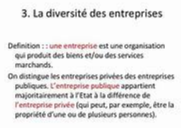 3. La diversité des entreprises
Definition : : une entreprise est une organisation
qui produit des biens et/ou des services
marchands.
On distingue les entreprises privées des entreprises
publiques. L'entreprise publique appartient
majoritairement à l'Etat à la différence de
l'entreprise privée (qui peut, par exemple, être la
propriété d'une ou de plusieurs personnes).